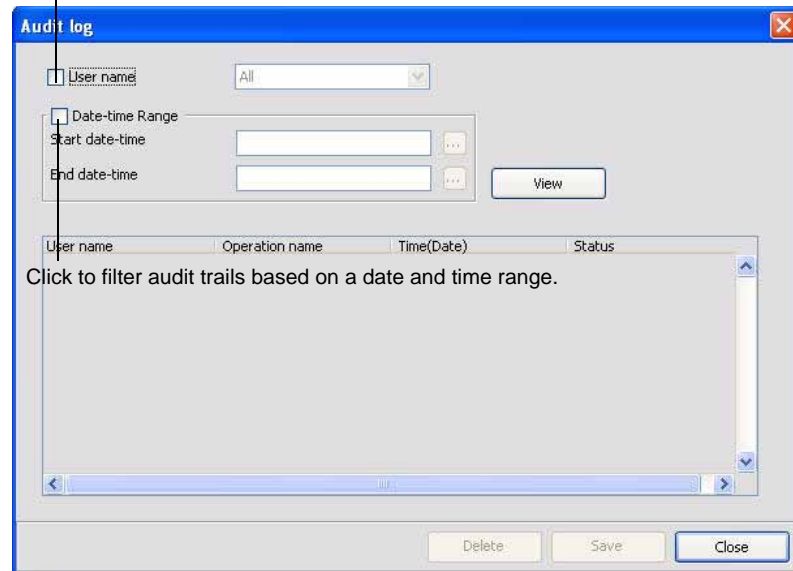 Audit log
User name All
Date-time Range
Start date-time ...
End date-time ...
View
User name Operation name Time(Date) Status
Click to filter audit trails based on a date and time range.
Delete Save Close